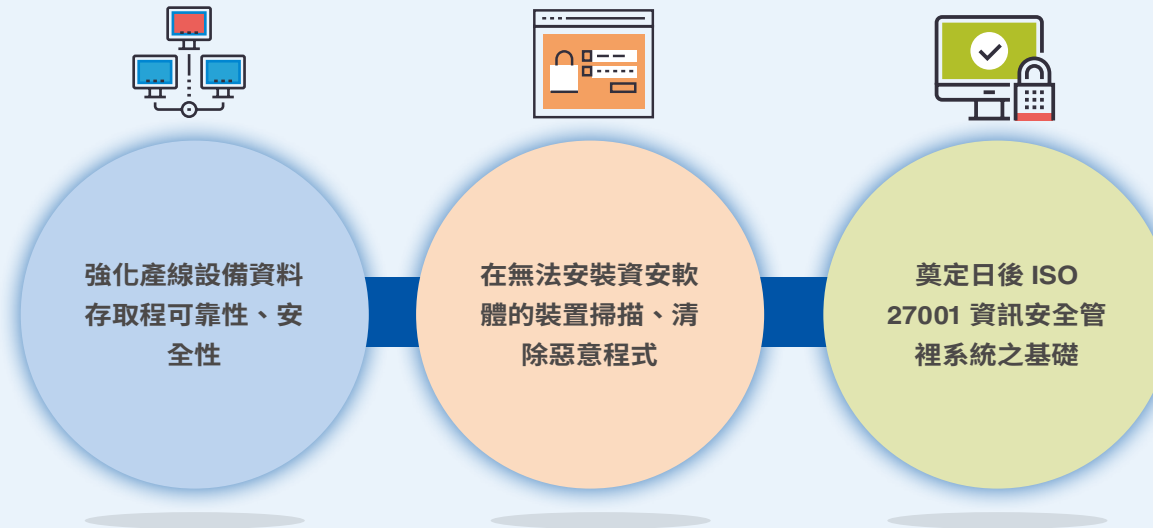 強化產線設備資料
存取程可靠性、安
全性
在無法安裝資安軟
體的裝置掃描、清
除惡意程式
奠定日後 ISO
27001 資訊安全管
裡系統之基礎